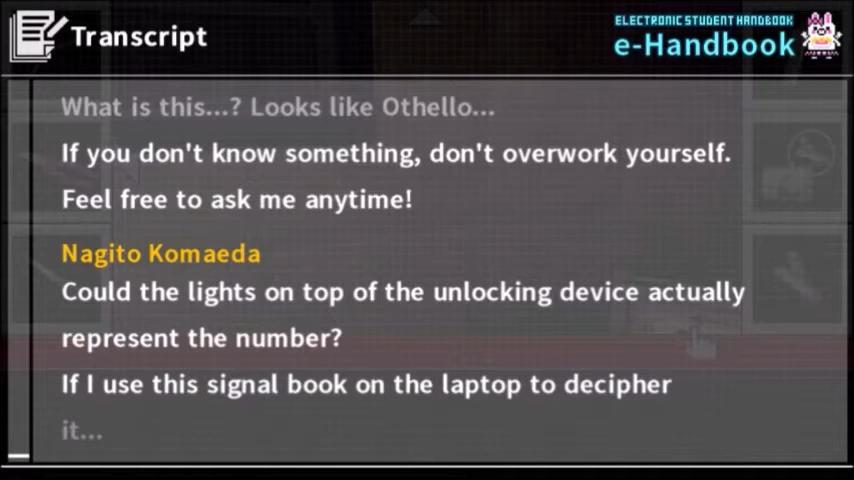 Transcript
ELECTRONIC STUDENT HANDBOOK
e-Handbook
What is this...? Looks like Othello...
If you don't know something, don't overwork yourself.
Feel free to ask me anytime!
Nagito Komaeda
Could the lights on top of the unlocking device actually
represent the number?
If I use this signal book on the laptop to decipher
it...